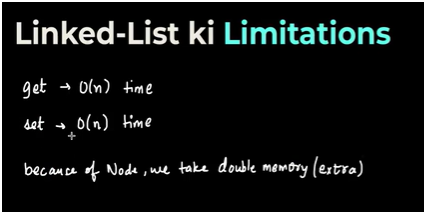 Linked-List ki Limitations
get → O(n) time
set → O(n) time
because of Node, we take double memory (extra)